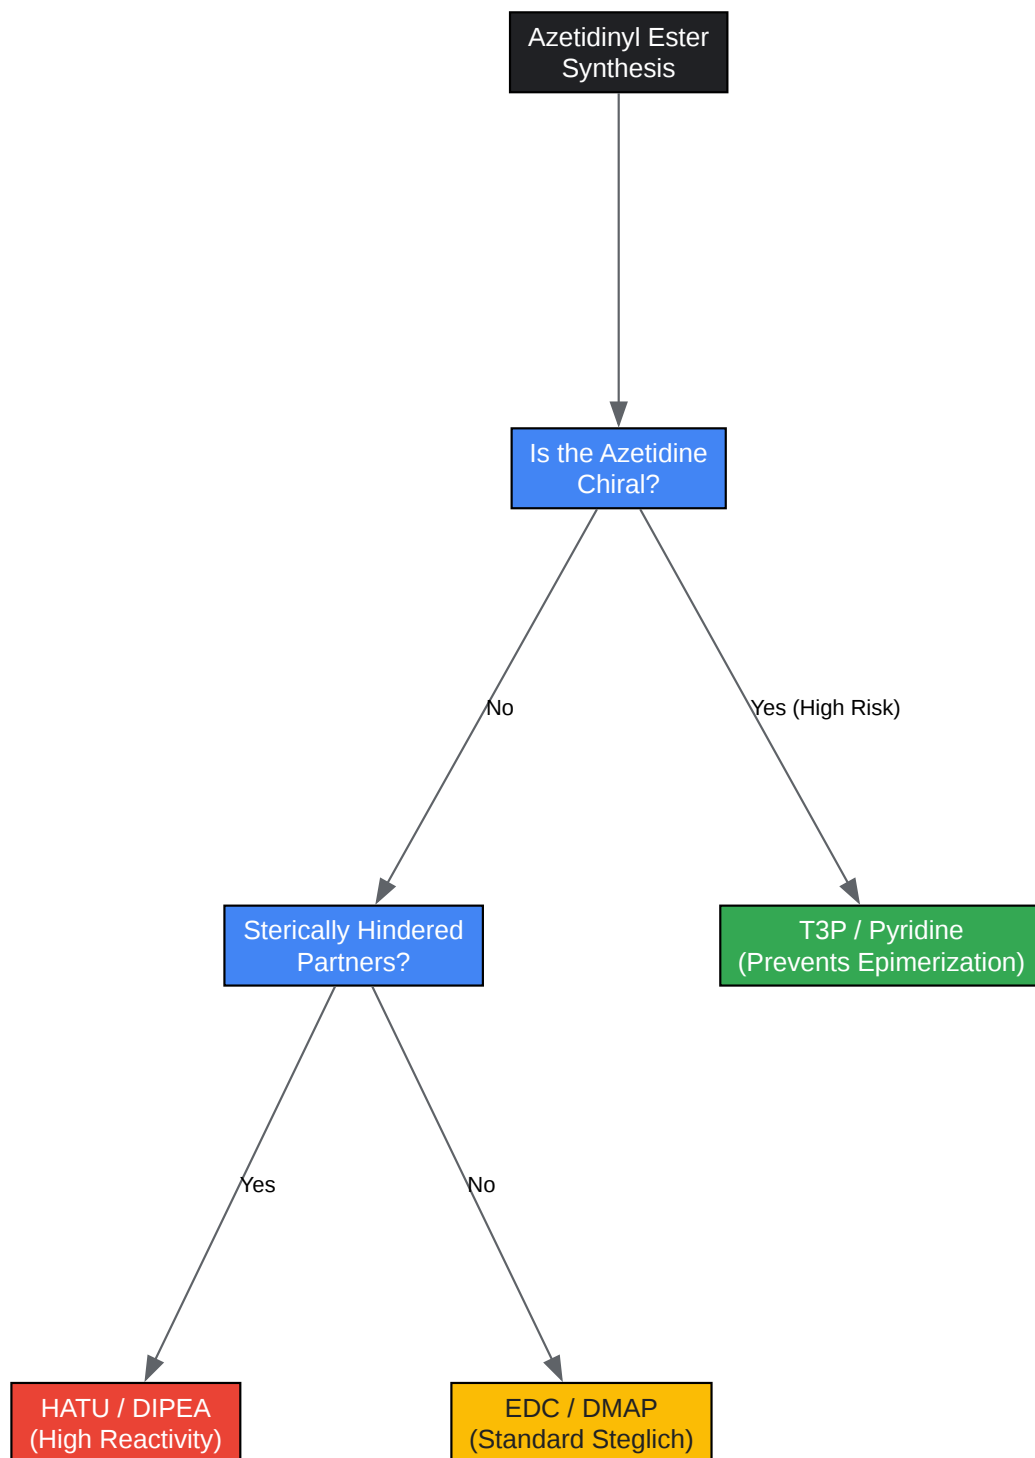 Azetidinyl Ester
Synthesis
Is the Azetidine
Chiral?
No
Yes (High Risk)
Sterically Hindered
Partners?
T3P / Pyridine
(Prevents Epimerization)
Yes
No
HATU / DIPEA
(High Reactivity)
EDC / DMAP
(Standard Steglich)